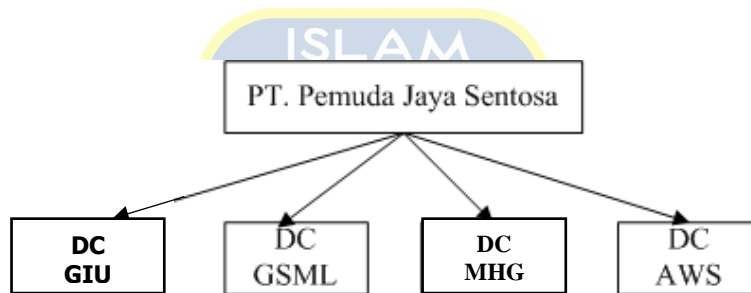 ISLAM
PT. Pemuda Jaya Sentosa
DC
GIU
DC
GSML
DC
MHG
DC
AWS